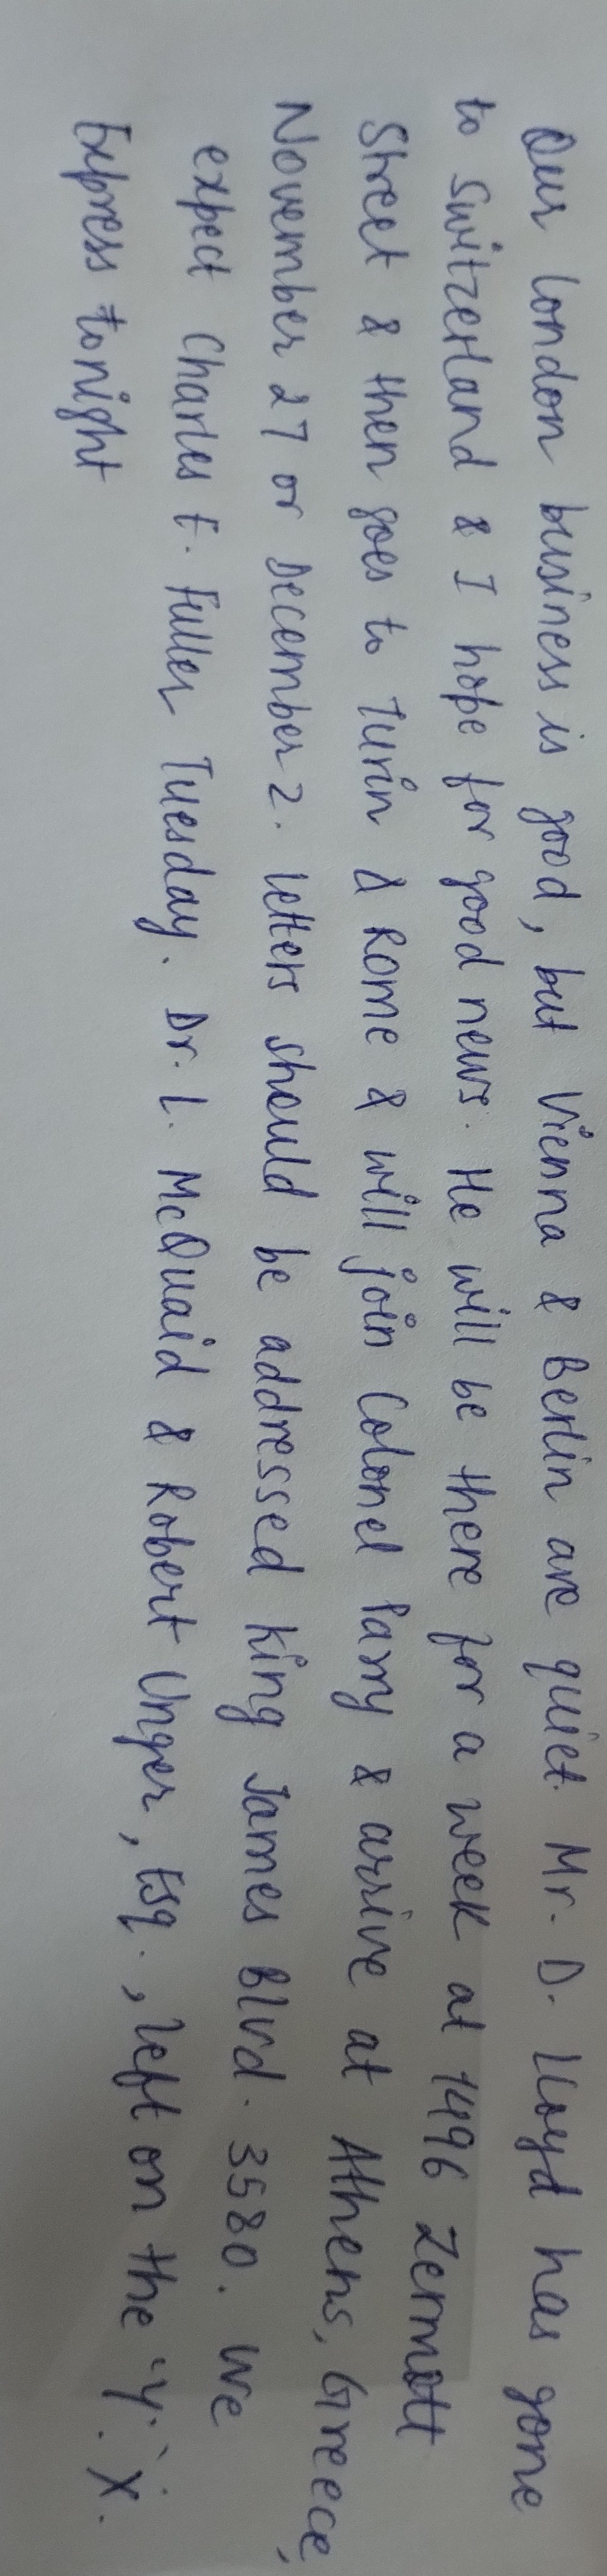 Our London business is good, but Vienna & Berlin are quiet. Mr. D. Lloyd has gone
to Switzerland & I hope for good news. He will be there for a week at 1496 Zermott
Street & then goes to Turin & Rome & will join Colonel Parry & arrive at Athens, Greece,
November 27 or December 2. Letters should be addressed King James Blvd. 3580. We
expect Charles E. Fuller Tuesday. Dr. L. McQuaid & Robert Unger, Esq., left on the 'Y.' X.
Express tonight